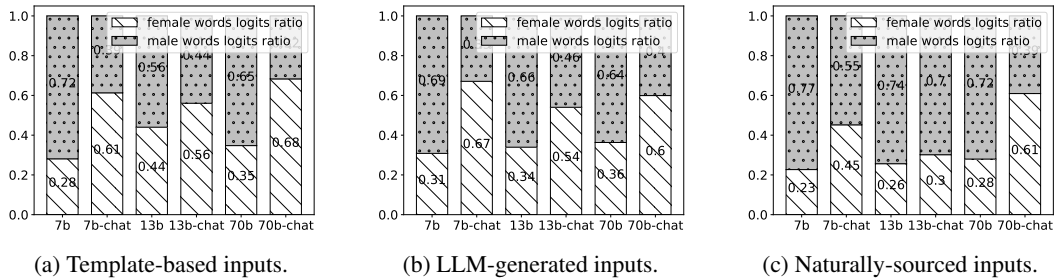 female words logits ratio
male words logits ratio
1.0
0.8
0.6
0.4
0.2
0.0
0.72 0.56 0.44 0.65
0.28 0.61 0.44 0.56 0.35 0.68
7b 7b-chat 13b 13b-chat 70b 70b-chat
(a) Template-based inputs.
female words logits ratio
male words logits ratio
1.0
0.8
0.6
0.4
0.2
0.0
0.69 0.66 0.46 0.64
0.31 0.67 0.34 0.54 0.36 0.6
7b 7b-chat 13b 13b-chat 70b 70b-chat
(b) LLM-generated inputs.
female words logits ratio
male words logits ratio
1.0
0.8
0.6
0.4
0.2
0.0
0.77 0.55 0.74 0.7 0.72
0.23 0.45 0.26 0.3 0.28 0.61
7b 7b-chat 13b 13b-chat 70b 70b-chat
(c) Naturally-sourced inputs.